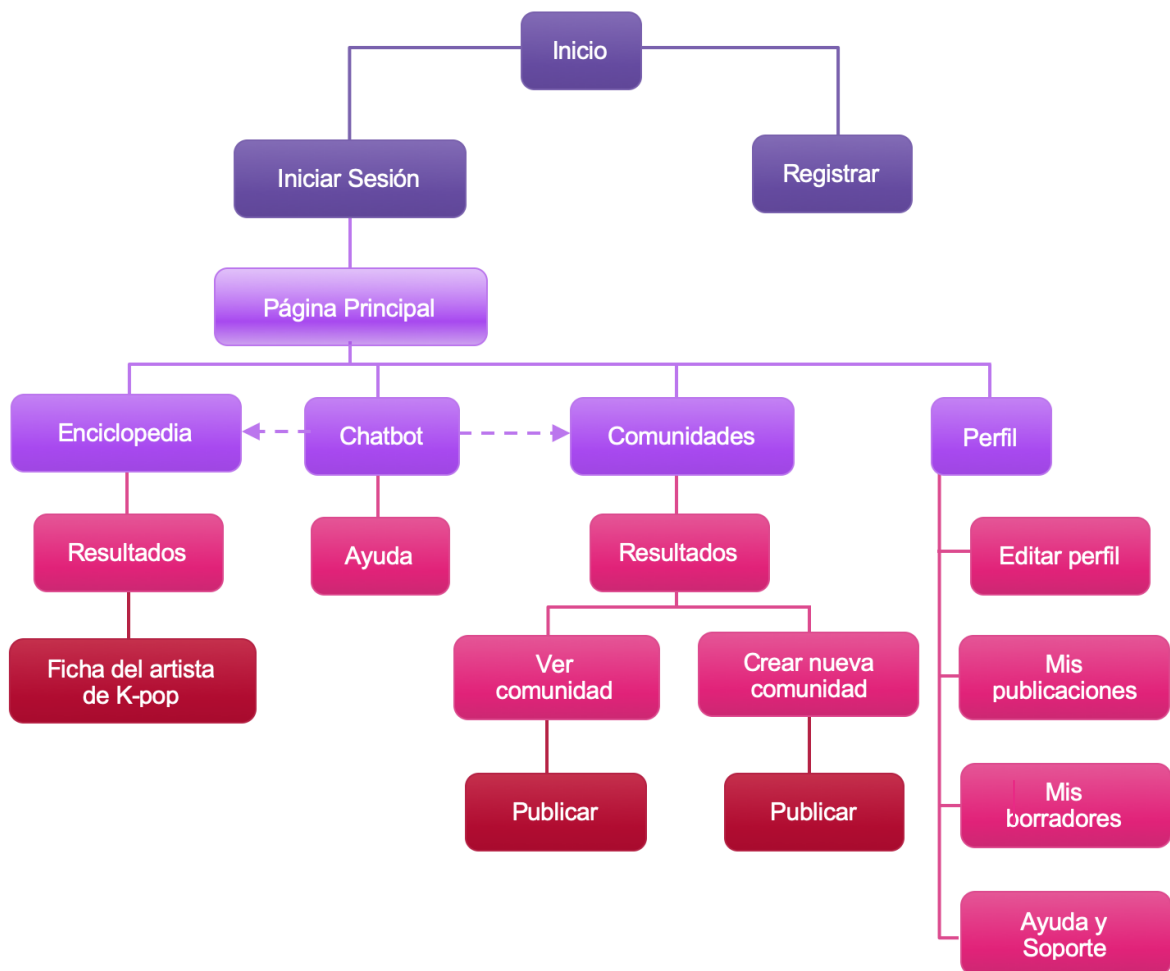 Inicio
Iniciar Sesión
Registrar
Página Principal
Enciclopedia
Chatbot
Comunidades
Perfil
Resultados
Ayuda
Resultados
Editar perfil
Ficha del artista
de K-pop
Ver
comunidad
Crear nueva
comunidad
Mis
publicaciones
Publicar
Publicar
Mis
borradores
Ayuda y
Soporte